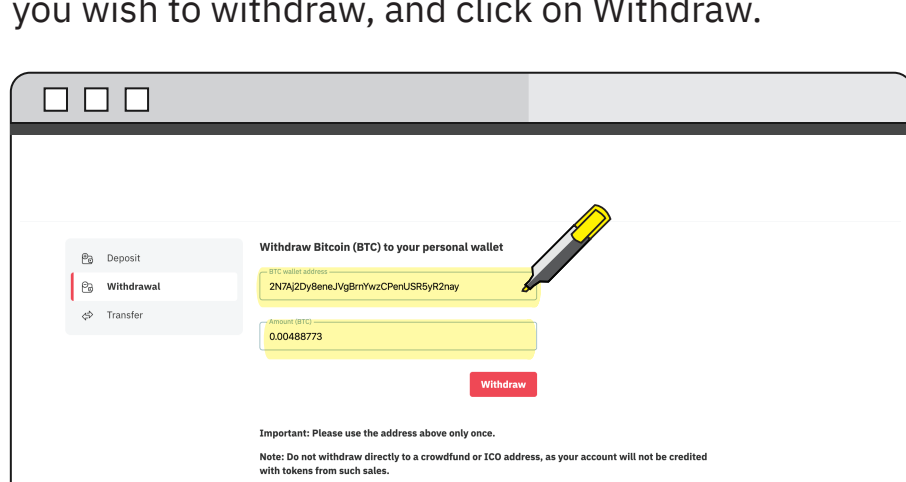 you wish to withdraw, and click on Withdraw.
Deposit
Withdrawal
Transfer
Withdraw Bitcoin (BTC) to your personal wallet
BTC wallet address
2N7Aj2Dy8eneJVgBrnYwzCPenUSR5yR2nay
Amount (BTC)
0.00488773
Withdraw
Important: Please use the address above only once.
Note: Do not withdraw directly to a crowdfund or ICO address, as your account will not be credited
with tokens from such sales.